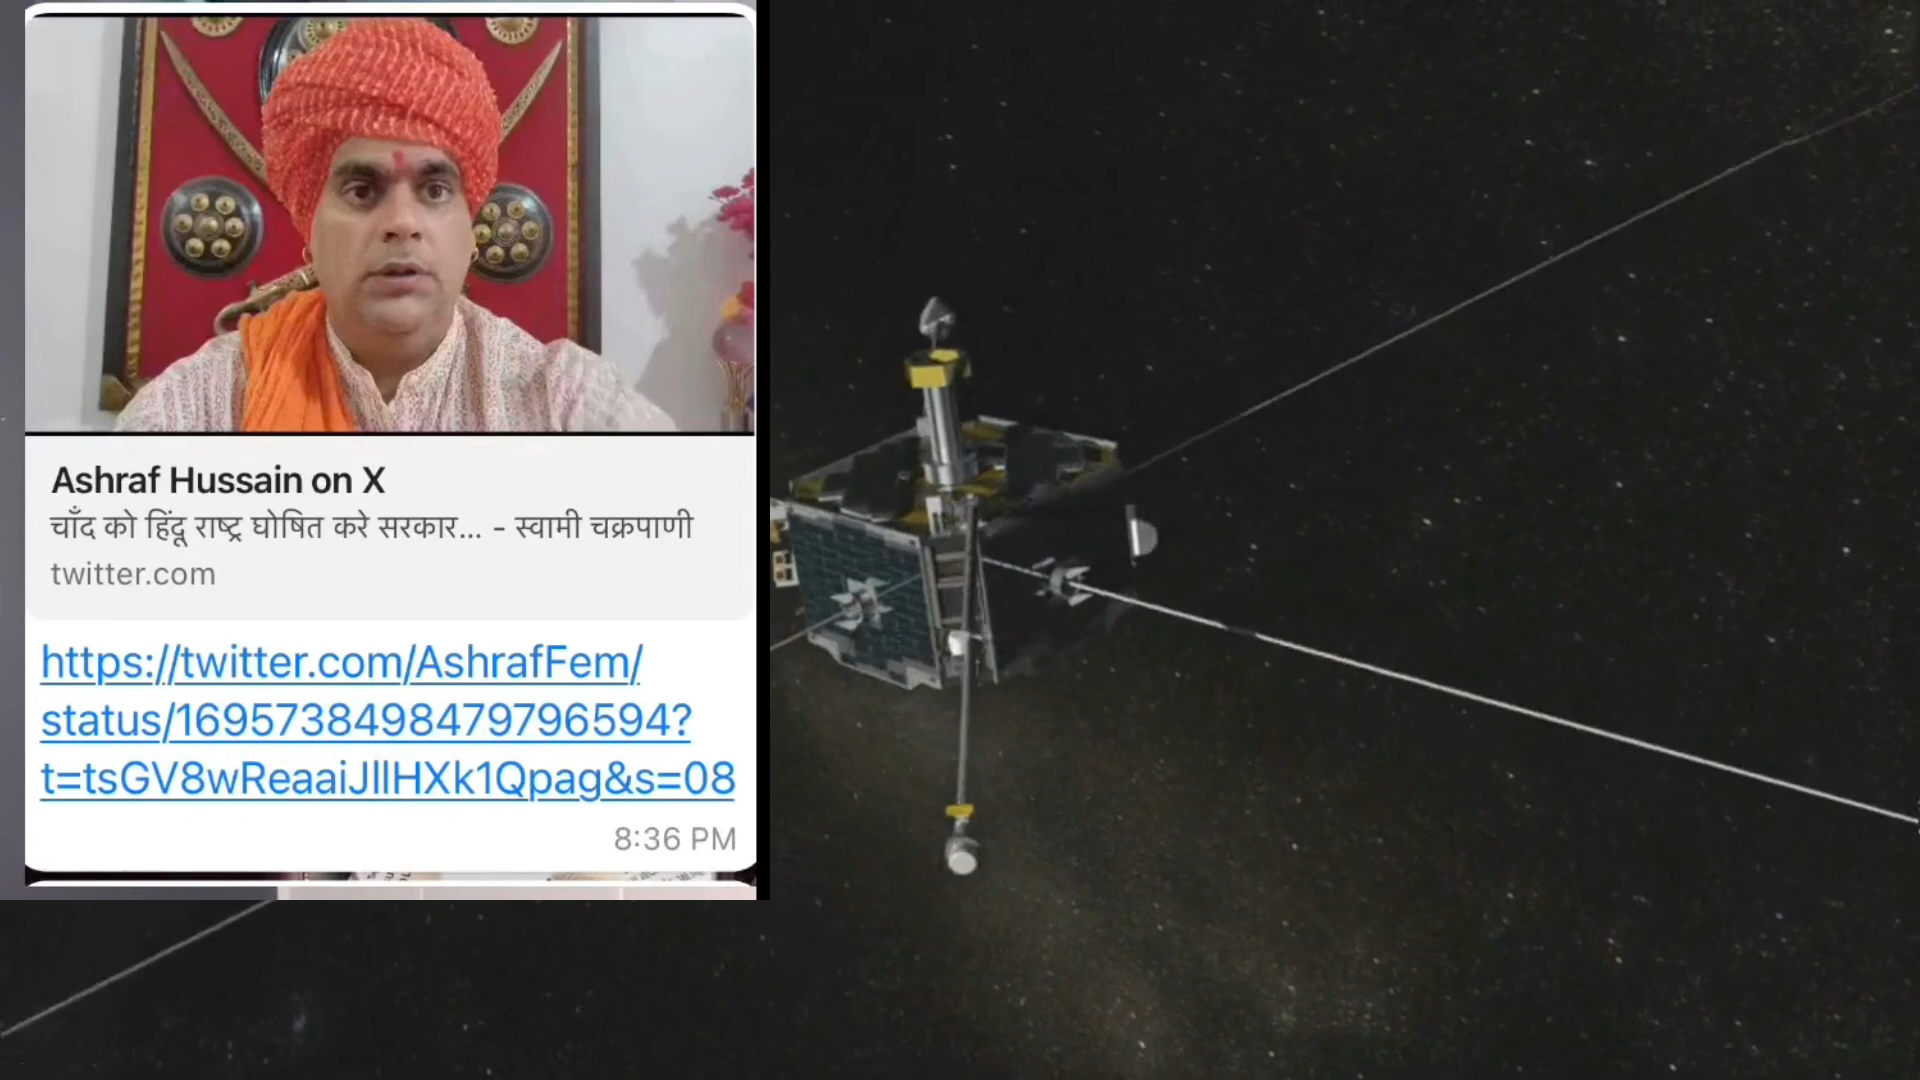 Ashraf Hussain on X
चाँद को हिंदू राष्ट्र घोषित करे सरकार... - स्वामी चक्रपाणी
twitter.com
https://twitter.com/AshrafFem/
status/1695738498479796594?
t=tsGV8wReaaiJllHXk1Qpag&s=08
8:36 PM